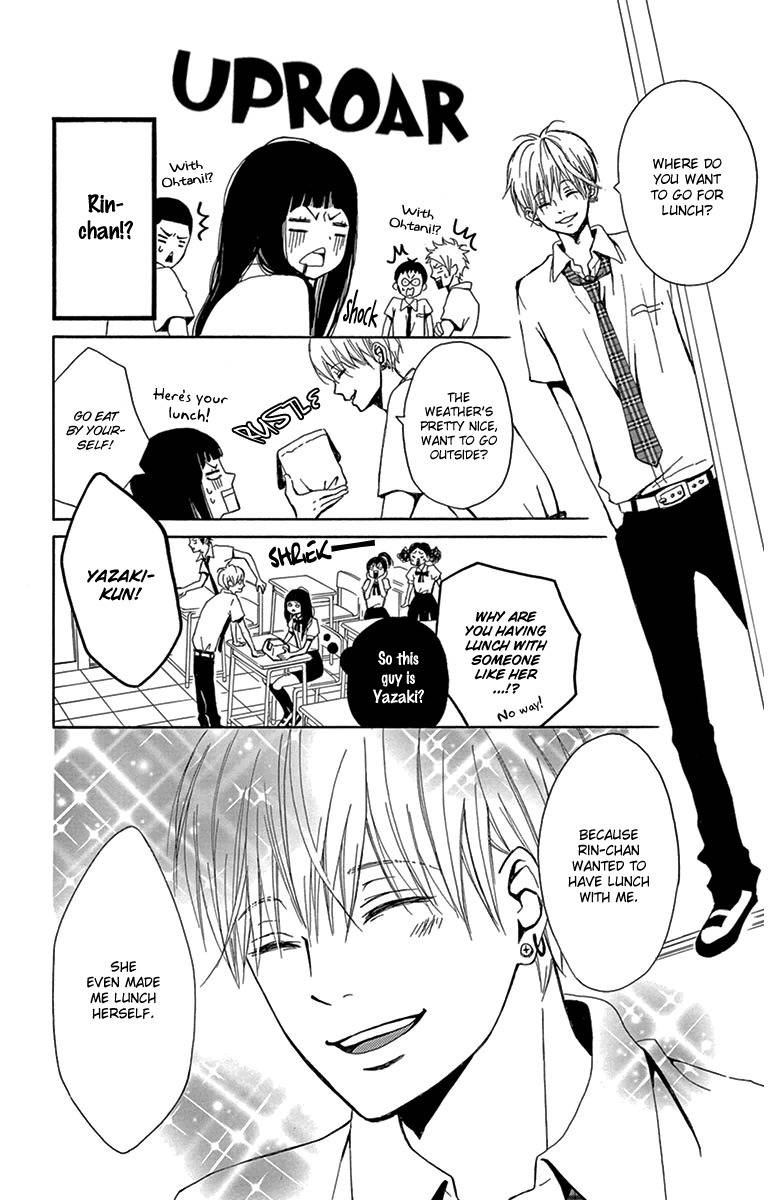 WHERE DO
YOU WANT
TO GO FOR
LUNCH?
UPROAR
With
Ohtani!?
Shock
With
Ohtani!?
Rin-
chan!?
THE
WEATHER'S
PRETTY NICE,
WANT TO GO
OUTSIDE?
RUSTLE
Here's your
lunch!
GO EAT
BY YOUR-
SELF!
WHY ARE
YOU HAVING
LUNCH WITH
SOMEONE
LIKE HER
...!?
No way!
SHRIEK
So this
guy is
Yazaki?
YAZAKI-
KUN!
BECAUSE
RIN-CHAN
WANTED TO
HAVE LUNCH
WITH ME.
SHE
EVEN MADE
ME LUNCH
HERSELF.